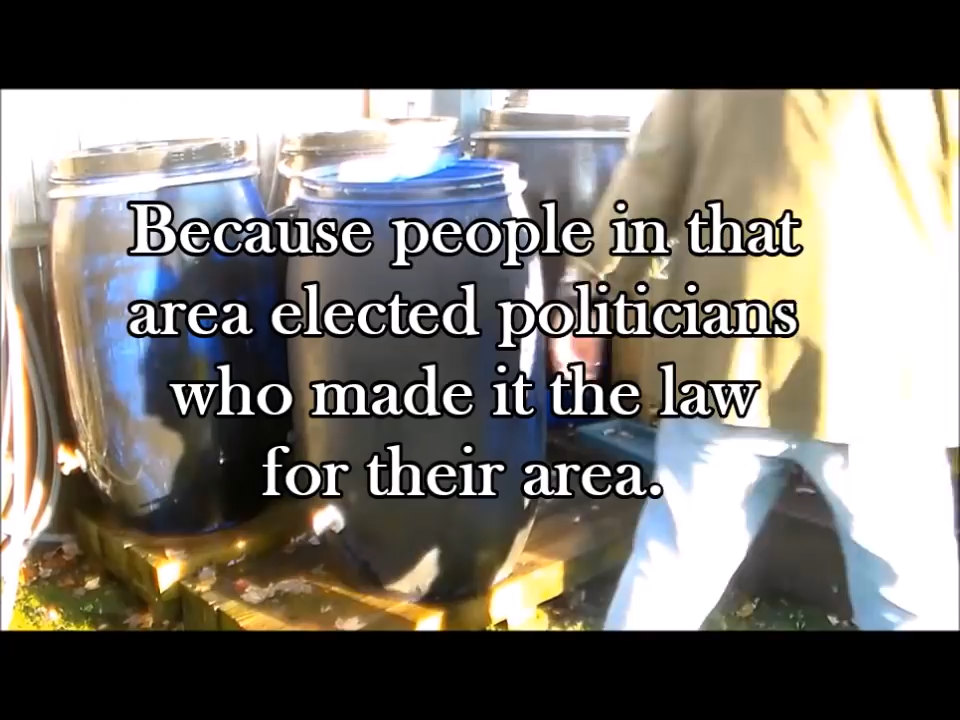 Because people in that
area elected politicians
who made it the law
for their area.